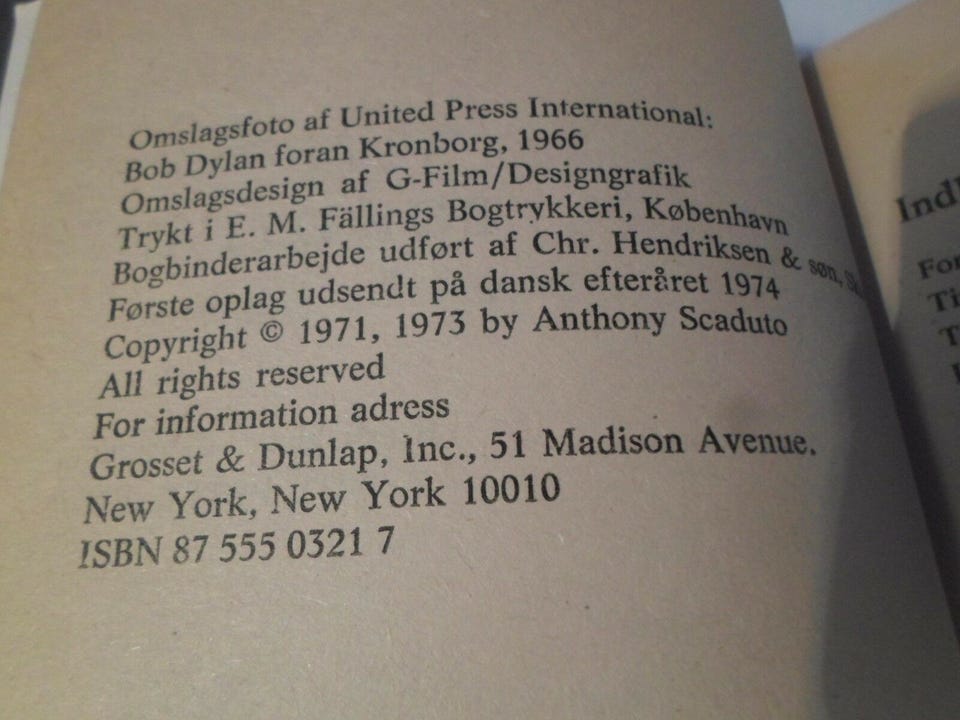 Omslagsfoto af United Press International:
Bob Dylan foran Kronborg, 1966
Omslagsdesign af G-Film/Designgrafik
Trykt i E. M. Fällings Bogtrykkeri, København
Bogbinderarbejde udført af Chr. Hendriksen & søn,
Første oplag udsendt på dansk efteråret 1974
Copyright © 1971, 1973 by Anthony Scaduto
All rights reserved
For information adress
Grosset & Dunlap, Inc., 51 Madison Avenue,
New York, New York 10010
ISBN 87 555 0321 7